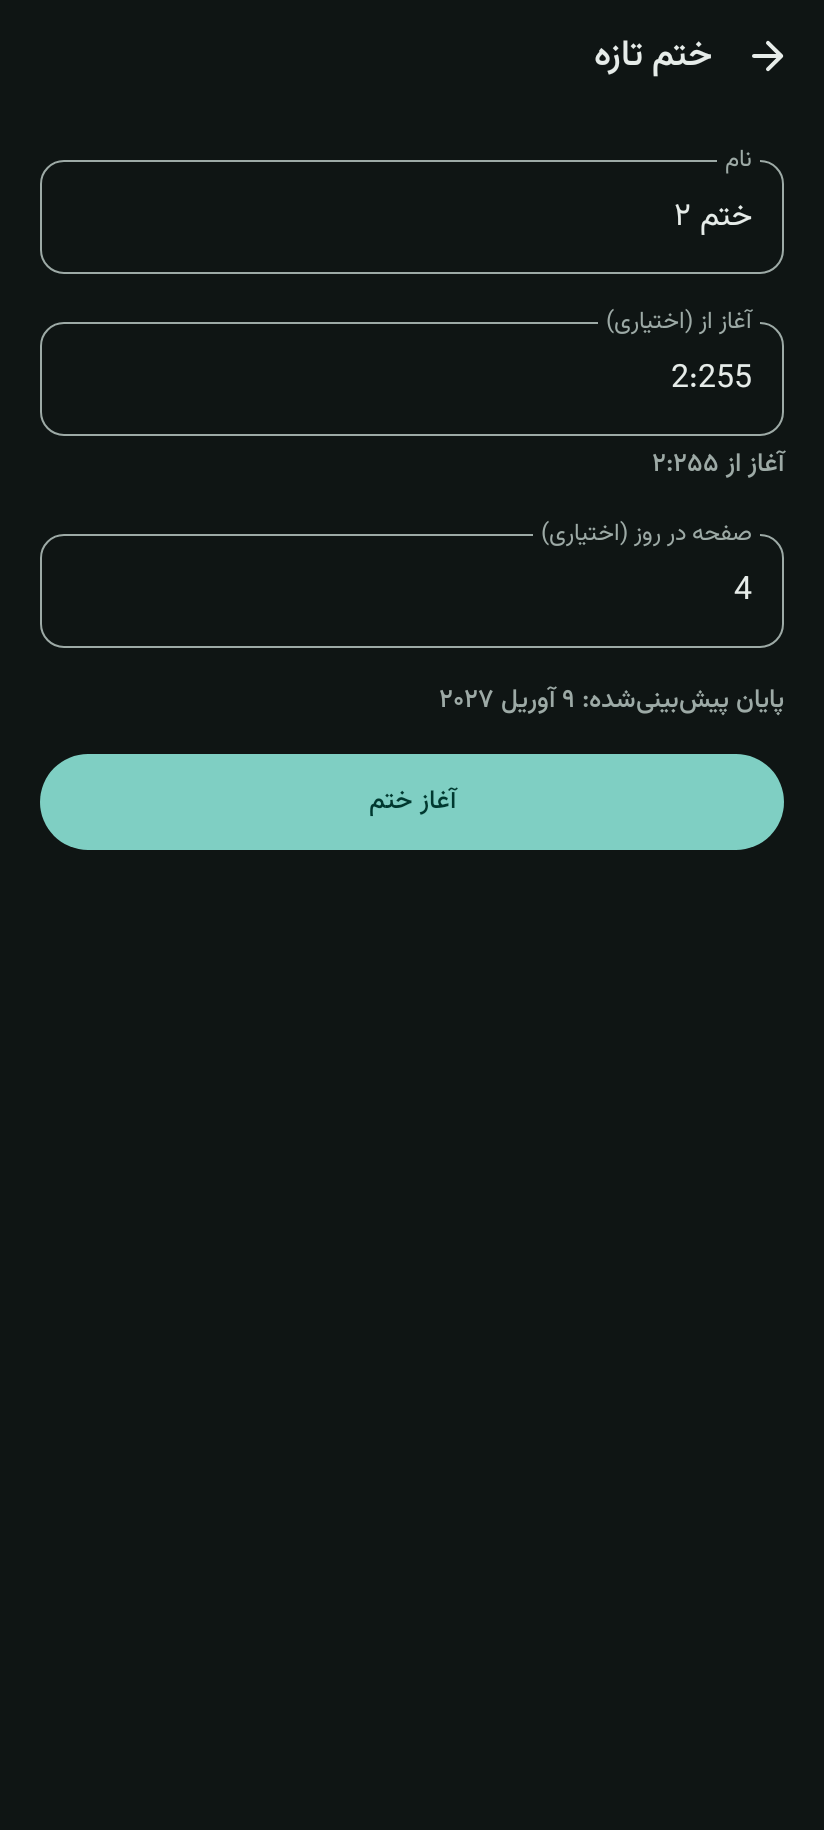 ختم تازه
نام
ختم ۲
آغاز از (اختیاری)
2:255
آغاز از ۲:۲۵۵
صفحه در روز (اختیاری)
4
پایان پیش‌بینی‌شده: ۹ آوریل ۲۰۲۷
آغاز ختم